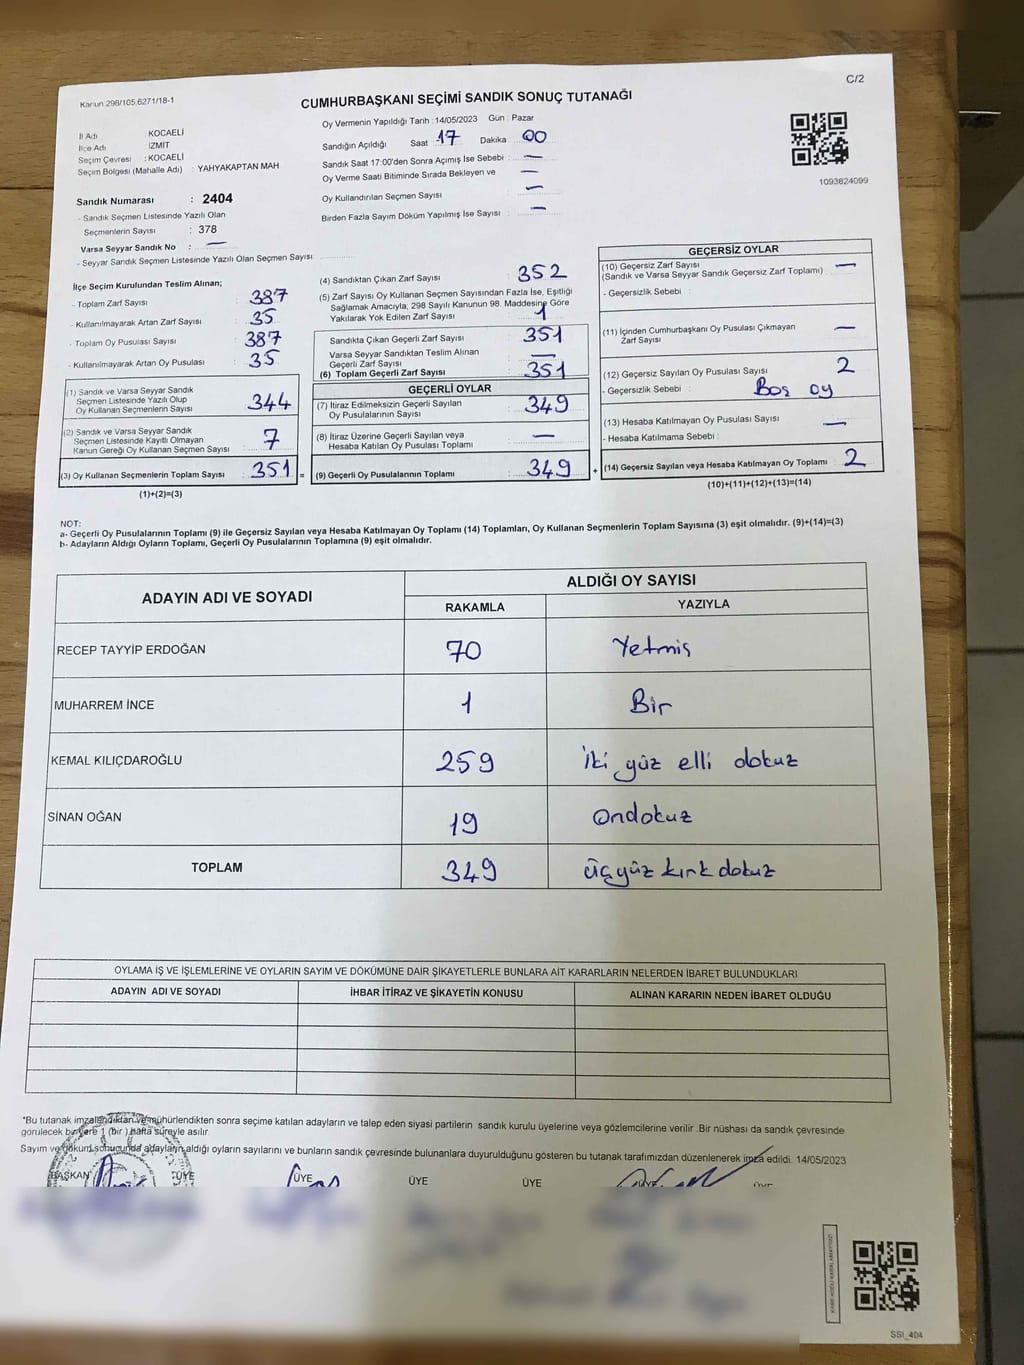 C/2
Kanun 298/105.6271/18-1
CUMHURBAŞKANI SEÇİMİ SANDIK SONUÇ TUTANAĞI
İl Adı : KOCAELİ
İlçe Adı : İZMİT
Seçim Çevresi : KOCAELİ
Seçim Bölgesi (Mahalle Adı) : YAHYAKAPTAN MAH
Oy Vermenin Yapıldığı Tarih : 14/05/2023 Gün : Pazar
Sandığın Açıldığı Saat 17 Dakika 00
Sandık Saat 17:00'den Sonra Açımış İse Sebebi : —
Oy Verme Saati Bitiminde Sırada Bekleyen ve —
Oy Kullandırılan Seçmen Sayısı —
Birden Fazla Sayım Döküm Yapılmış İse Sayısı : —
1093824099
Sandık Numarası : 2404
- Sandık Seçmen Listesinde Yazılı Olan
Seçmenlerin Sayısı : 378
Varsa Seyyar Sandık No : —
- Seyyar Sandık Seçmen Listesinde Yazılı Olan Seçmen Sayısı
İlçe Seçim Kurulundan Teslim Alınan;
- Toplam Zarf Sayısı : 387
- Kullanılmayarak Artan Zarf Sayısı : 35
- Toplam Oy Pusulası Sayısı : 387
- Kullanılmayarak Artan Oy Pusulası : 35
(1) Sandık ve Varsa Seyyar Sandık
Seçmen Listesinde Yazılı Olup
Oy Kullanan Seçmenlerin Sayısı : 344
(2) Sandık ve Varsa Seyyar Sandık
Seçmen Listesinde Kayıtlı Olmayan
Kanun Gereği Oy Kullanan Seçmen Sayısı : 7
(3) Oy Kullanan Seçmenlerin Toplam Sayısı : 351 =
(1)+(2)=(3)
(4) Sandıktan Çıkan Zarf Sayısı : 352
(5) Zarf Sayısı Oy Kullanan Seçmen Sayısından Fazla İse, Eşitliği
Sağlamak Amacıyla, 298 Sayılı Kanunun 98. Maddesine Göre
Yakılarak Yok Edilen Zarf Sayısı : 1
Sandıkta Çıkan Geçerli Zarf Sayısı : 351
Varsa Seyyar Sandıktan Teslim Alınan
Geçerli Zarf Sayısı : —
(6) Toplam Geçerli Zarf Sayısı : 351
GEÇERLİ OYLAR
(7) İtiraz Edilmeksizin Geçerli Sayılan
Oy Pusulalarının Sayısı : 349
(8) İtiraz Üzerine Geçerli Sayılan veya
Hesaba Katılan Oy Pusulası Toplamı : —
(9) Geçerli Oy Pusulalarının Toplamı : 349 +
GEÇERSİZ OYLAR
(10) Geçersiz Zarf Sayısı : —
(Sandık ve Varsa Seyyar Sandık Geçersiz Zarf Toplamı)
- Geçersizlik Sebebi :
(11) İçinden Cumhurbaşkanı Oy Pusulası Çıkmayan
Zarf Sayısı : —
(12) Geçersiz Sayılan Oy Pusulası Sayısı : 2
- Geçersizlik Sebebi : Boş oy
(13) Hesaba Katılmayan Oy Pusulası Sayısı : —
- Hesaba Katılmama Sebebi :
(14) Geçersiz Sayılan veya Hesaba Katılmayan Oy Toplamı : 2
(10)+(11)+(12)+(13)=(14)
NOT:
a- Geçerli Oy Pusulalarının Toplamı (9) ile Geçersiz Sayılan veya Hesaba Katılmayan Oy Toplamı (14) Toplamları, Oy Kullanan Seçmenlerin Toplam Sayısına (3) eşit olmalıdır. (9)+(14)=(3)
b- Adayların Aldığı Oyların Toplamı, Geçerli Oy Pusulalarının Toplamına (9) eşit olmalıdır.
ADAYIN ADI VE SOYADI ALDIĞI OY SAYISI
RAKAMLA YAZIYLA
RECEP TAYYİP ERDOĞAN 70 Yetmiş
MUHARREM İNCE 1 Bir
KEMAL KILIÇDAROĞLU 259 iki yüz elli dokuz
SİNAN OĞAN 19 Ondokuz
TOPLAM 349 üçyüz kırk dokuz
OYLAMA İŞ VE İŞLEMLERİNE VE OYLARIN SAYIM VE DÖKÜMÜNE DAİR ŞİKAYETLERLE BUNLARA AİT KARARLARIN NELERDEN İBARET BULUNDUKLARI
ADAYIN ADI VE SOYADI İHBAR İTİRAZ VE ŞİKAYETİN KONUSU ALINAN KARARIN NEDEN İBARET OLDUĞU
*Bu tutanak imzalandıktan ve mühürlendikten sonra seçime katılan adayların ve talep eden siyasi partilerin sandık kurulu üyelerine veya gözlemcilerine verilir .Bir nüshası da sandık çevresinde
görülecek bir yere 1 (bir ) hafta süreyle asılır.
Sayım ve döküm sonucunda adayların aldığı oyların sayılarını ve bunların sandık çevresinde bulunanlara duyurulduğunu gösteren bu tutanak tarafımızdan düzenlenerek imza edildi. 14/05/2023
BAŞKAN ÜYE ÜYE ÜYE ÜYE ÜYE ÜYE
SSI_404